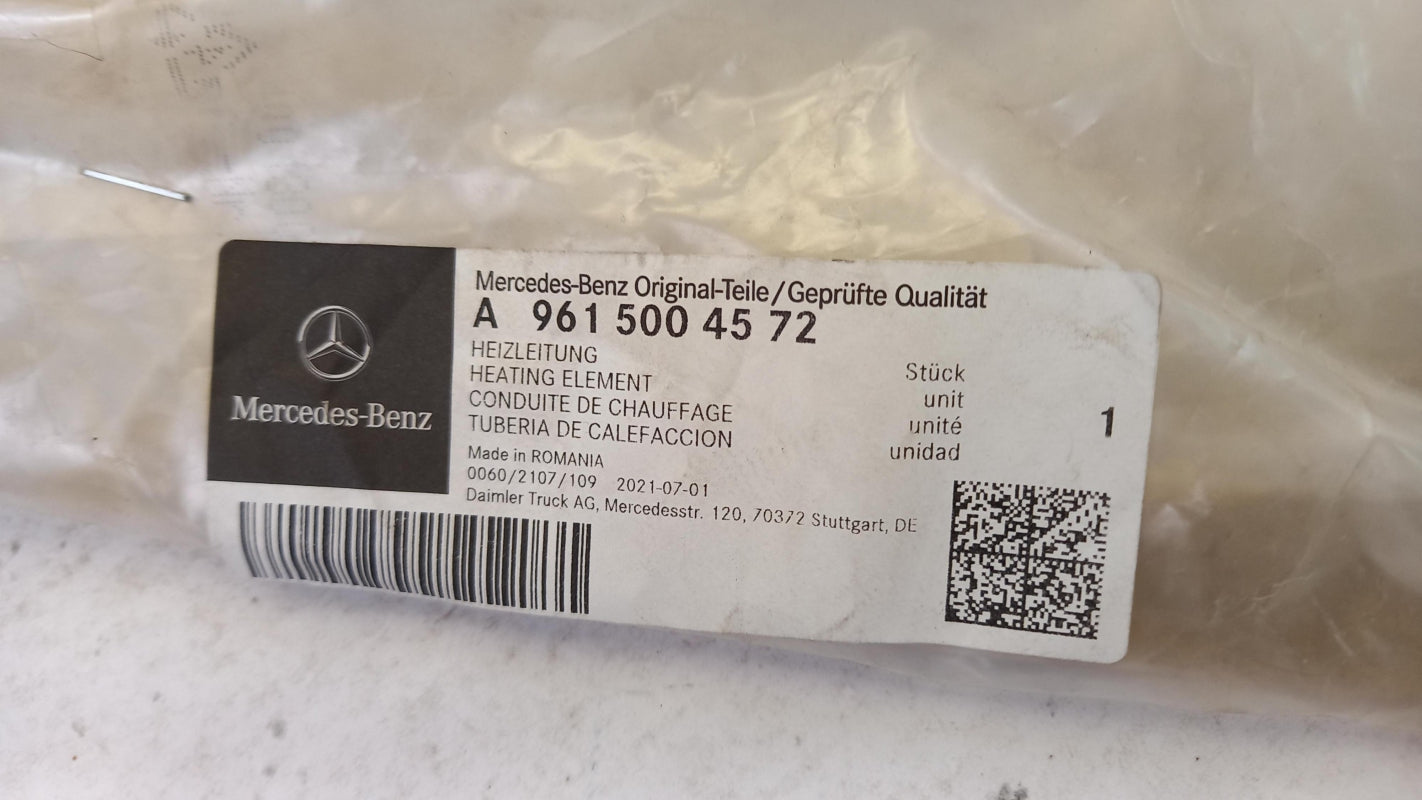 Mercedes-Benz
Mercedes-Benz Original-Teile/Geprüfte Qualität
A 961 500 45 72
HEIZLEITUNG
HEATING ELEMENT
CONDUITE DE CHAUFFAGE
TUBERIA DE CALEFACCION
Stück
unit
unité
unidad
1
Made in ROMANIA
0060/2107/109 2021-07-01
Daimler Truck AG, Mercedesstr. 120, 70372 Stuttgart, DE